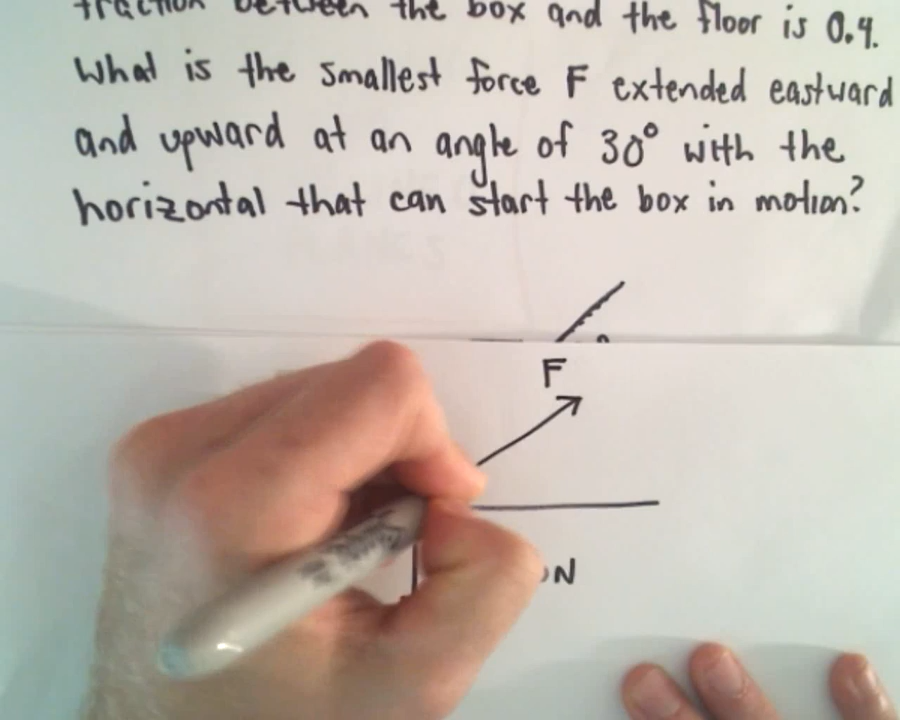 between the box and the floor is 0.4.
What is the smallest force F extended eastward
and upward at an angle of 30° with the
horizontal that can start the box in motion?
F
N